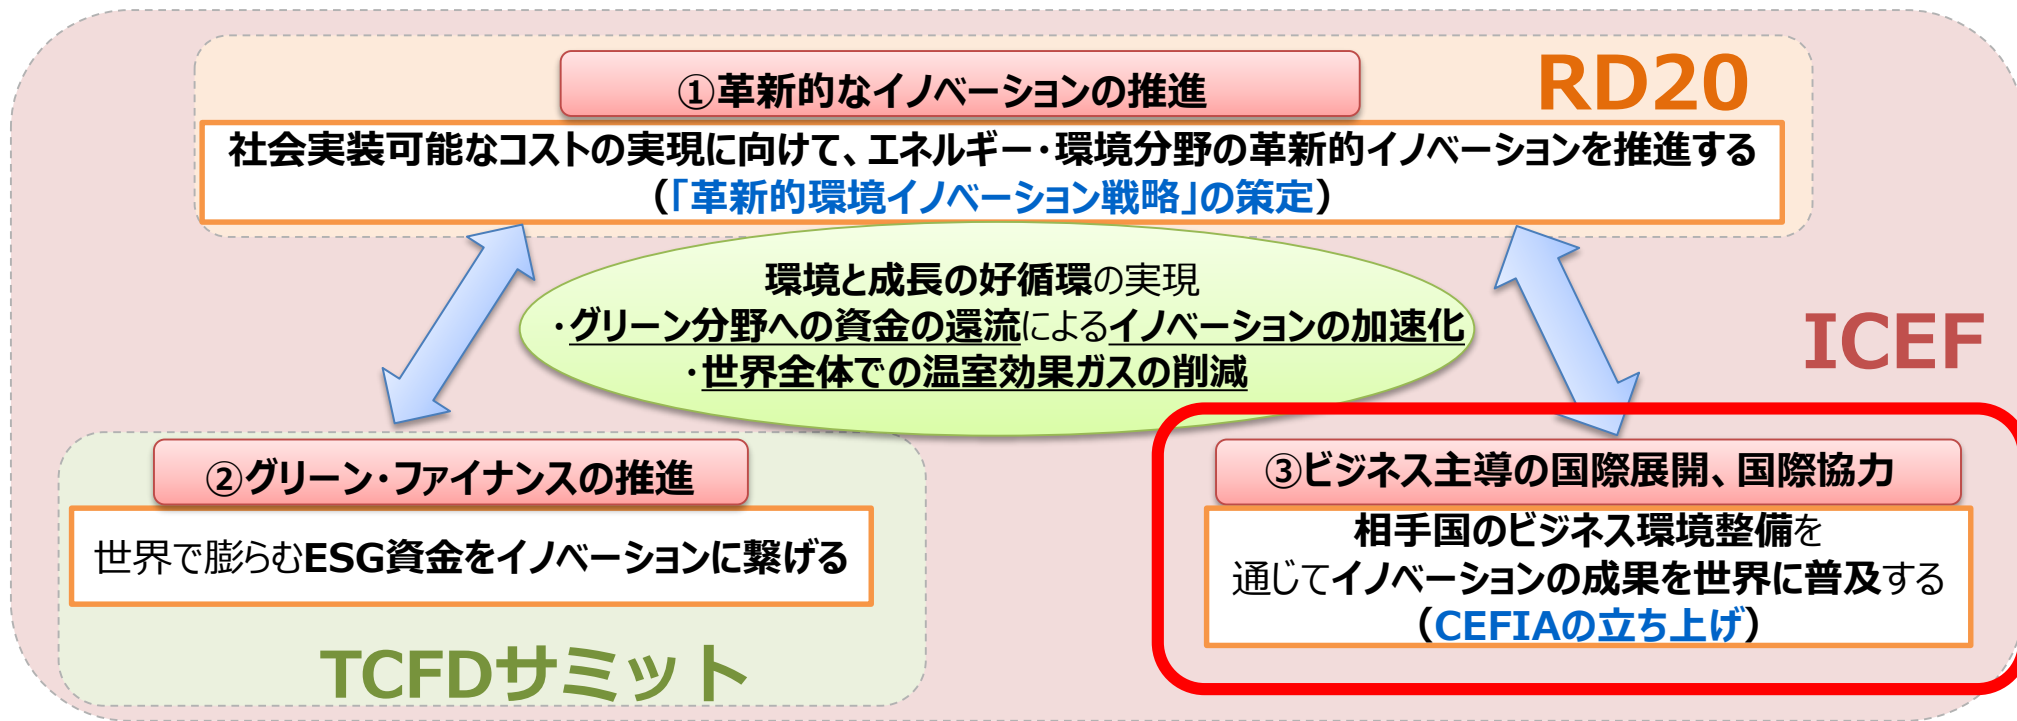 RD20
①革新的なイノベーションの推進
社会実装可能なコストの実現に向けて、エネルギー・環境分野の革新的イノベーションを推進する
(「革新的環境イノベーション戦略」の策定)
環境と成長の好循環の実現
・グリーン分野への資金の還流によるイノベーションの加速化
・世界全体での温室効果ガスの削減
ICEF
②グリーン・ファイナンスの推進
世界で膨らむESG資金をイノベーションに繋げる
TCFDサミット
③ビジネス主導の国際展開、国際協力
相手国のビジネス環境整備を
通じてイノベーションの成果を世界に普及する
(CEFIAの立ち上げ)